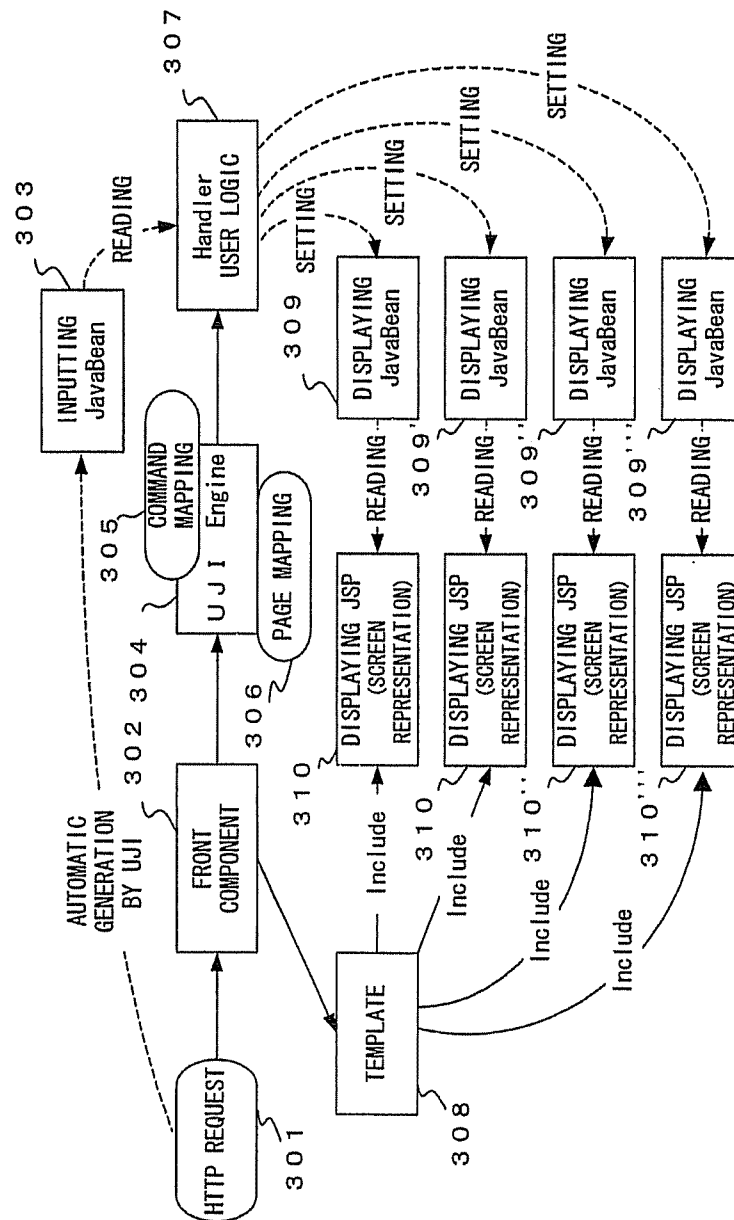 AUTOMATIC
GENERATION
BY UJI
303
INPUTTING
JavaBean
READING
305
COMMAND
MAPPING
302
304
307
301
HTTP REQUEST
FRONT
COMPONENT
UJI Engine
Handler
USER LOGIC
306
PAGE MAPPING
SETTING
SETTING
SETTING
SETTING
308
TEMPLATE
Include
310
DISPLAYING JSP
(SCREEN
REPRESENTATION)
READING
309
DISPLAYING
JavaBean
Include
310
DISPLAYING JSP
(SCREEN
REPRESENTATION)
READING
309'
DISPLAYING
JavaBean
Include
310''
DISPLAYING JSP
(SCREEN
REPRESENTATION)
READING
309''
DISPLAYING
JavaBean
Include
310'''
DISPLAYING JSP
(SCREEN
REPRESENTATION)
READING
309'''
DISPLAYING
JavaBean